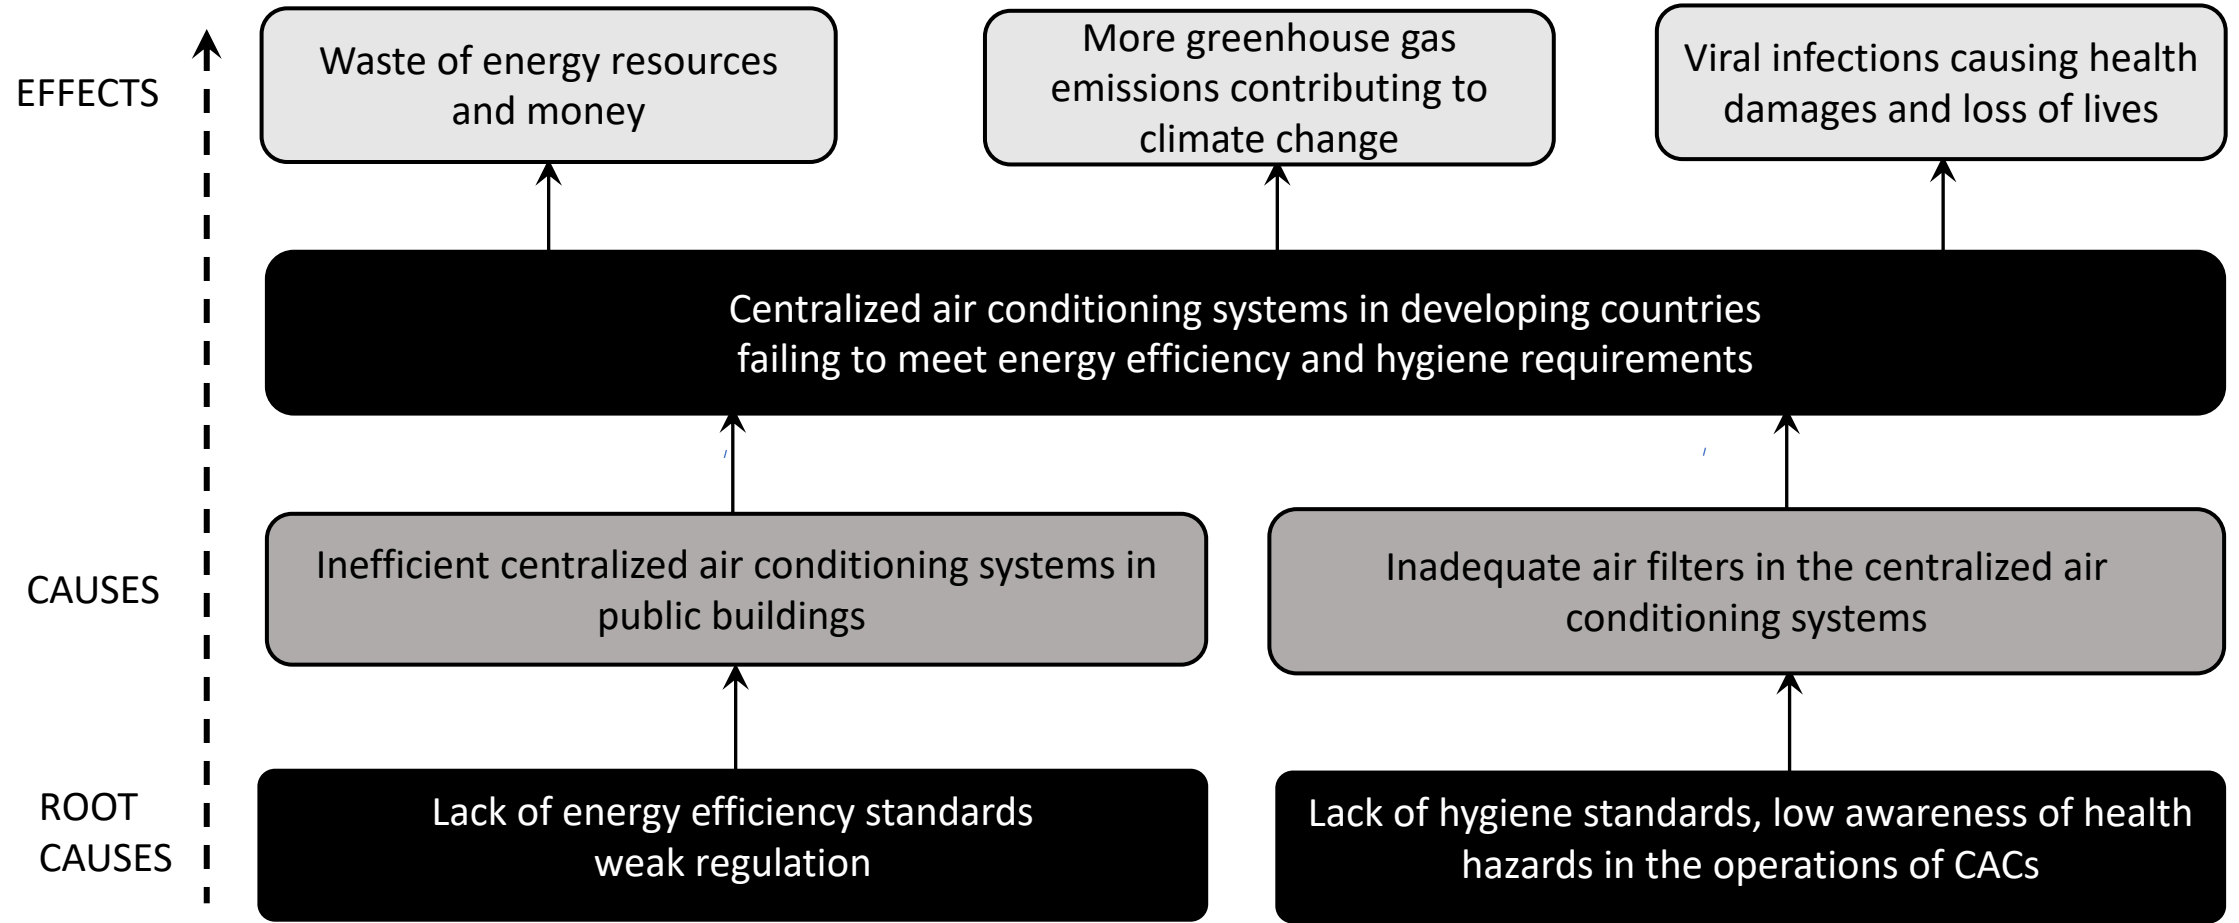 EFFECTS
Waste of energy resources
and money
More greenhouse gas
emissions contributing to
climate change
Viral infections causing health
damages and loss of lives
Centralized air conditioning systems in developing countries
failing to meet energy efficiency and hygiene requirements
CAUSES
Inefficient centralized air conditioning systems in
public buildings
Inadequate air filters in the centralized air
conditioning systems
ROOT
CAUSES
Lack of energy efficiency standards
weak regulation
Lack of hygiene standards, low awareness of health
hazards in the operations of CACs